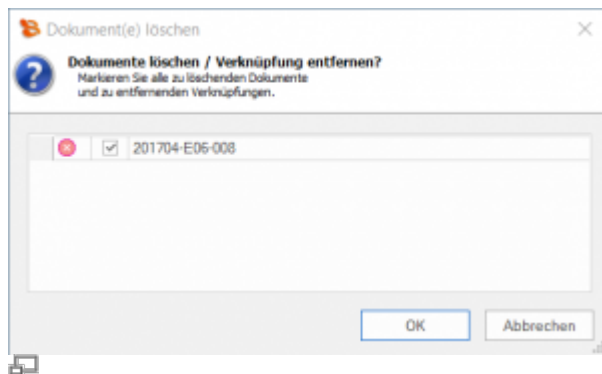 Dokument(e) löschen
Dokumente löschen / Verknüpfung entfernen?
Markieren Sie alle zu löschenden Dokumente
und zu entfernenden Verknüpfungen.
201704-E06-008
OK
Abbrechen